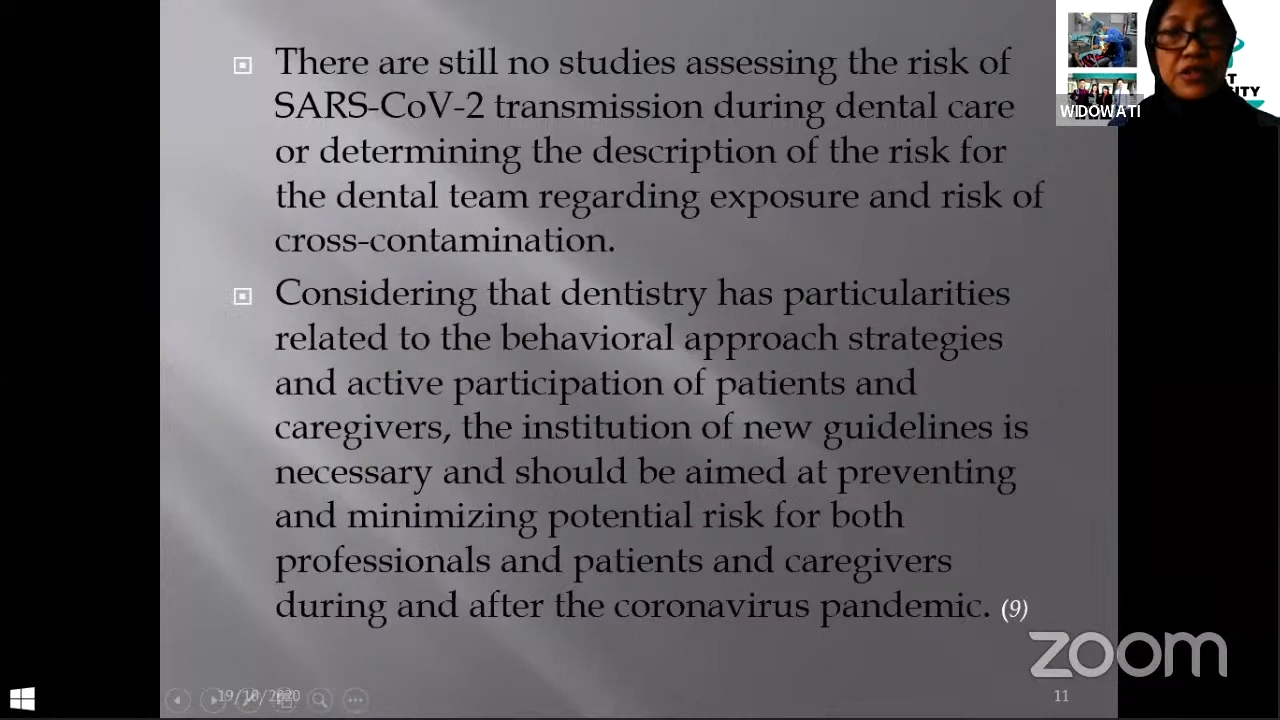 There are still no studies assessing the risk of
SARS-CoV-2 transmission during dental care
or determining the description of the risk for
the dental team regarding exposure and risk of
cross-contamination.
Considering that dentistry has particularities
related to the behavioral approach strategies
and active participation of patients and
caregivers, the institution of new guidelines is
necessary and should be aimed at preventing
and minimizing potential risk for both
professionals and patients and caregivers
during and after the coronavirus pandemic. (9)
WIDOWATI
zoom
19/10/2020
11